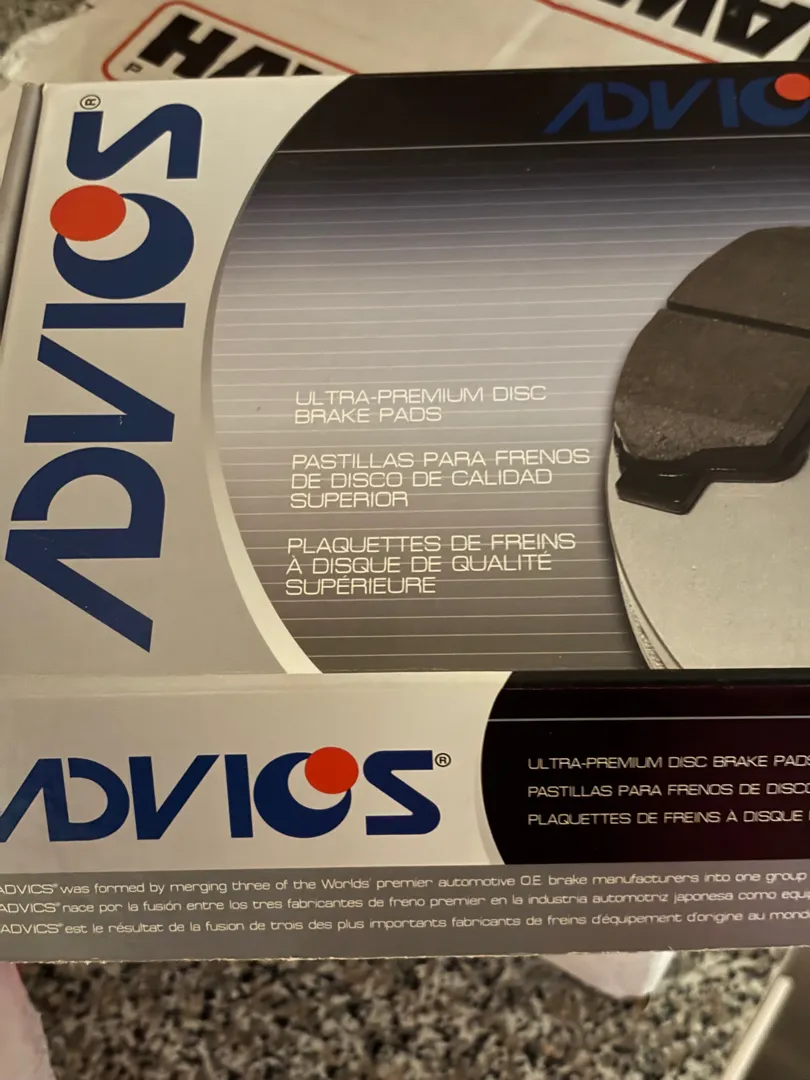 HAW
HAW
P
ADVICS®
ADVICS
ULTRA-PREMIUM DISC
BRAKE PADS
PASTILLAS PARA FRENOS
DE DISCO DE CALIDAD
SUPERIOR
PLAQUETTES DE FREINS
À DISQUE DE QUALITÉ
SUPÉRIEURE
ADVICS®
ULTRA-PREMIUM DISC BRAKE PADS
PASTILLAS PARA FRENOS DE DISCO
PLAQUETTES DE FREINS À DISQUE
ADVICS® was formed by merging three of the Worlds' premier automotive O.E. brake manufacturers into one group
ADVICS® nace por la fusión entre los tres fabricantes de freno premier en la industria automotriz japonesa como
ADVICS® est le résultat de la fusion de trois des plus importants fabricants de freins d'équipement d'origine au